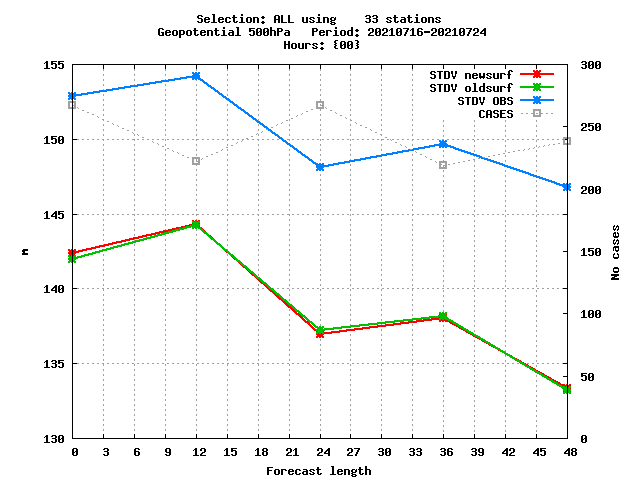 Selection: ALL using    33 stations
Geopotential 500hPa   Period: 20210716-20210724
Hours: {00}
155
150
145
140
135
130
m
STDV newsurf
STDV oldsurf
STDV OBS
CASES
300
250
200
150
100
50
0
No cases
0 3 6 9 12 15 18 21 24 27 30 33 36 39 42 45 48
Forecast length